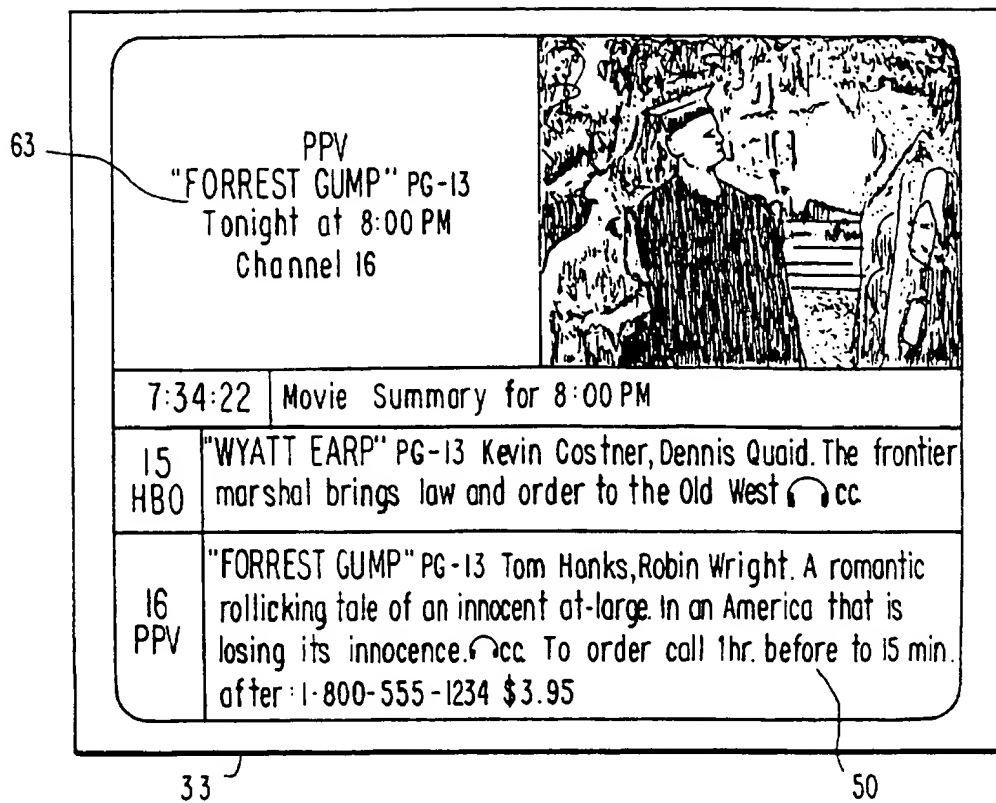 63
PPV
"FORREST GUMP" PG-13
Tonight at 8:00 PM
Channel 16
7:34:22 Movie Summary for 8:00 PM
15 HBO
"WYATT EARP" PG-13 Kevin Costner, Dennis Quaid. The frontier
marshal brings law and order to the Old West cc
16 PPV
"FORREST GUMP" PG-13 Tom Hanks, Robin Wright. A romantic
rollicking tale of an innocent at-large. In an America that is
losing its innocence. cc. To order call 1hr. before to 15 min.
after: 1-800-555-1234 $3.95
33
50